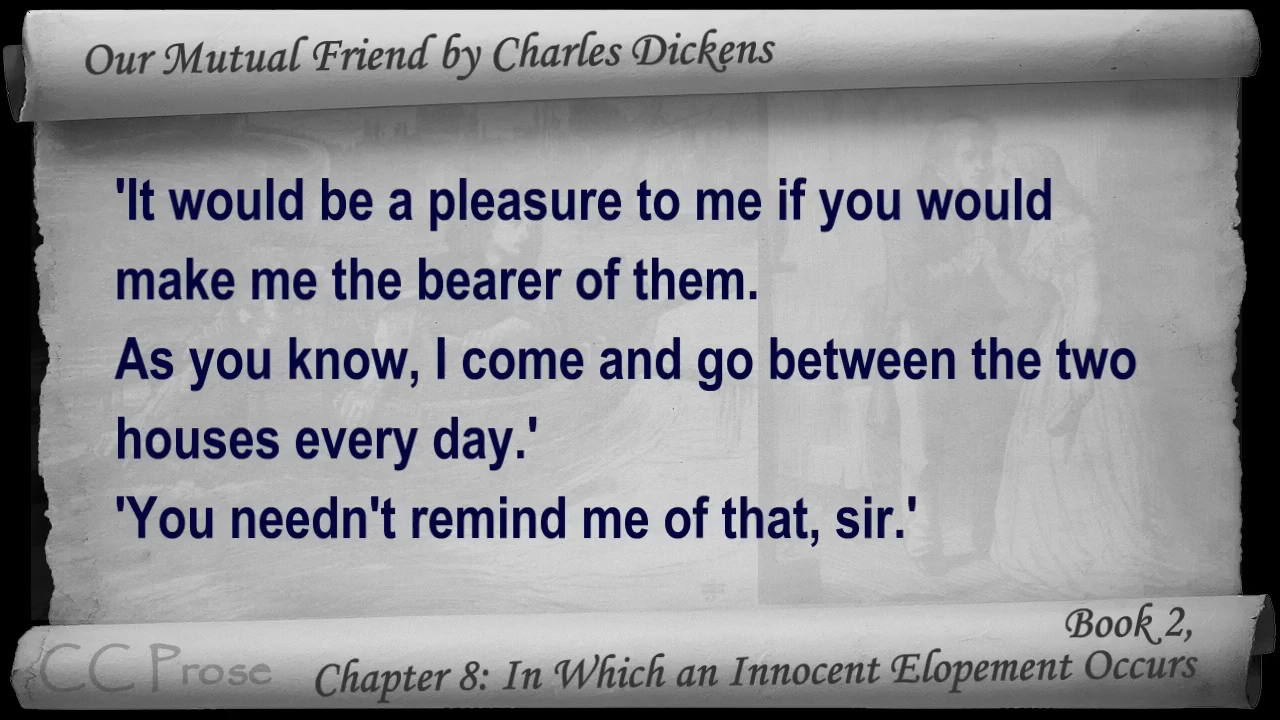 Our Mutual Friend by Charles Dickens
'It would be a pleasure to me if you would
make me the bearer of them.
As you know, I come and go between the two
houses every day.'
'You needn't remind me of that, sir.'
Book 2,
Chapter 8: In Which an Innocent Elopement Occurs
CC Prose